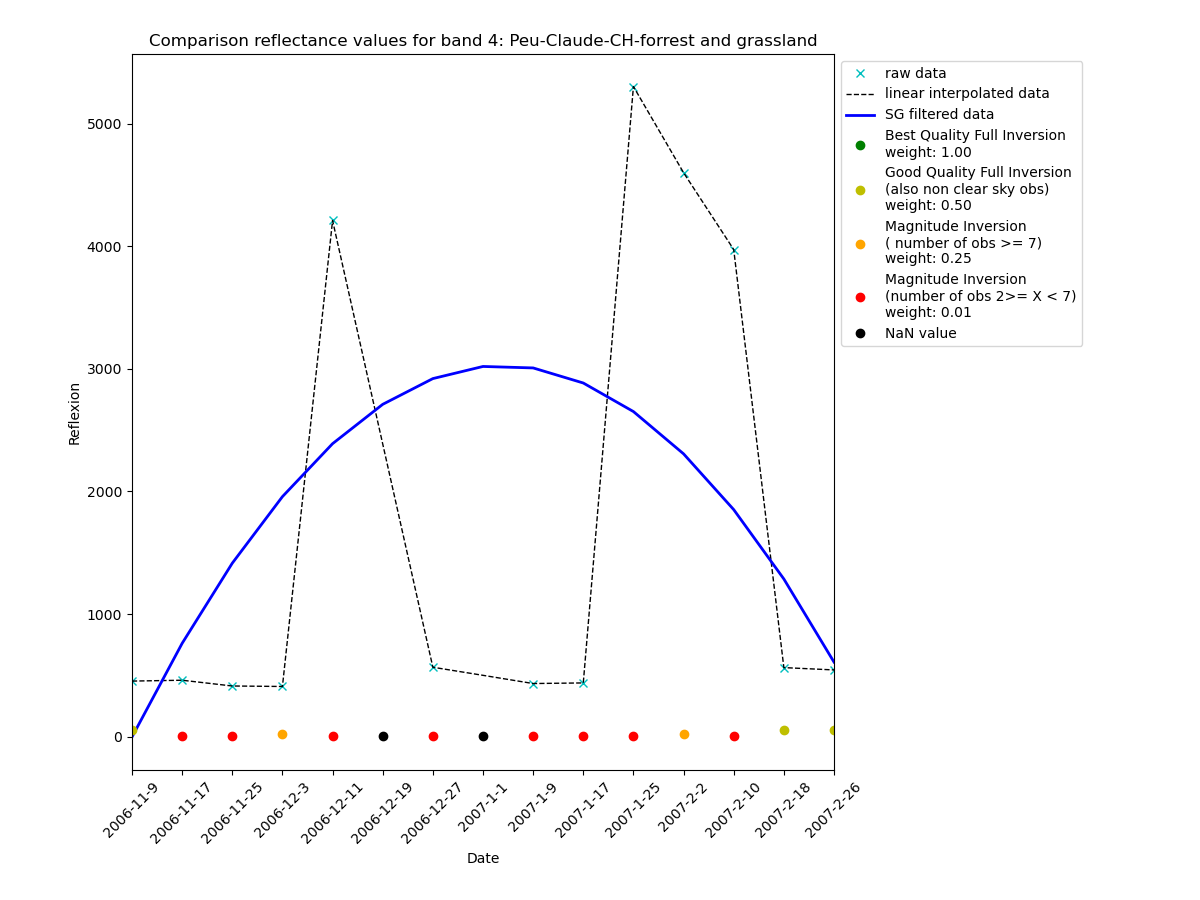 Comparison reflectance values for band 4: Peu-Claude-CH-forrest and grassland
raw data
linear interpolated data
SG filtered data
Best Quality Full Inversion
weight: 1.00
Good Quality Full Inversion
(also non clear sky obs)
weight: 0.50
Magnitude Inversion
( number of obs >= 7)
weight: 0.25
Magnitude Inversion
(number of obs 2>= X < 7)
weight: 0.01
NaN value
5000
4000
3000
2000
1000
0
Reflexion
2006-11-9
2006-11-17
2006-11-25
2006-12-3
2006-12-11
2006-12-19
2006-12-27
2007-1-1
2007-1-9
2007-1-17
2007-1-25
2007-2-2
2007-2-10
2007-2-18
2007-2-26
Date